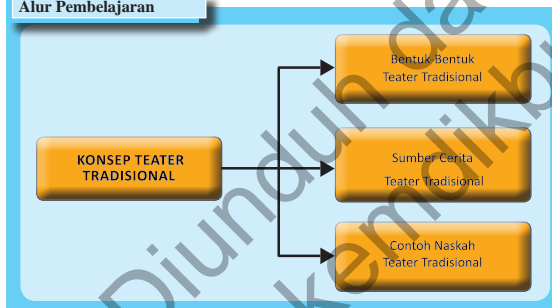 Alur Pembelajaran
Bentuk-Bentuk
Teater Tradisional
KONSEP TEATER
TRADISIONAL
Sumber Cerita
Teater Tradisional
Contoh Naskah
Teater Tradisional
Diunduh da
kemdikbu